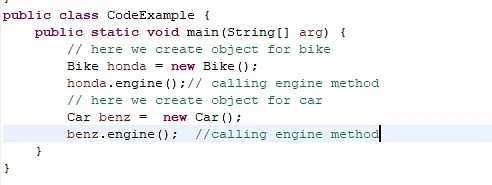 public class CodeExample {
    public static void main(String[] arg) {
        // here we create object for bike
        Bike honda = new Bike();
        honda.engine();// calling engine method
        // here we create object for car
        Car benz =  new Car();
        benz.engine();  //calling engine method
    }
}